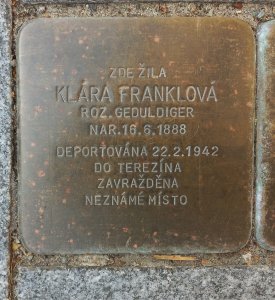 ZDE ŽILA
KLÁRA FRANKLOVÁ
ROZ. GEDULDIGER
NAR. 16.6.1888
DEPORTOVÁNA 22.2.1942
DO TEREZÍNA
ZAVRAŽDĚNA
NEZNÁMÉ MÍSTO